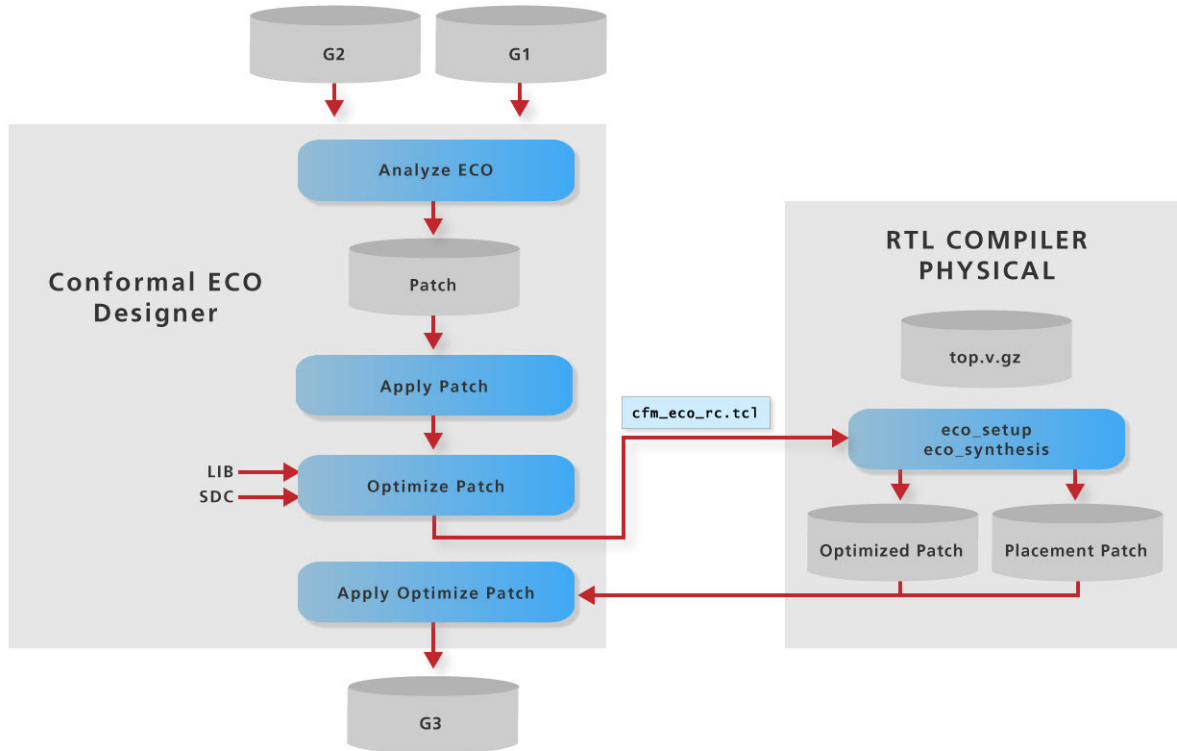 G2
G1
Analyze ECO
Conformal ECO
Designer
Patch
Apply Patch
LIB
SDC
Optimize Patch
Apply Optimize Patch
G3
cfm_eco_rc.tcl
RTL COMPILER
PHYSICAL
top.v.gz
eco_setup
eco_synthesis
Optimized Patch
Placement Patch